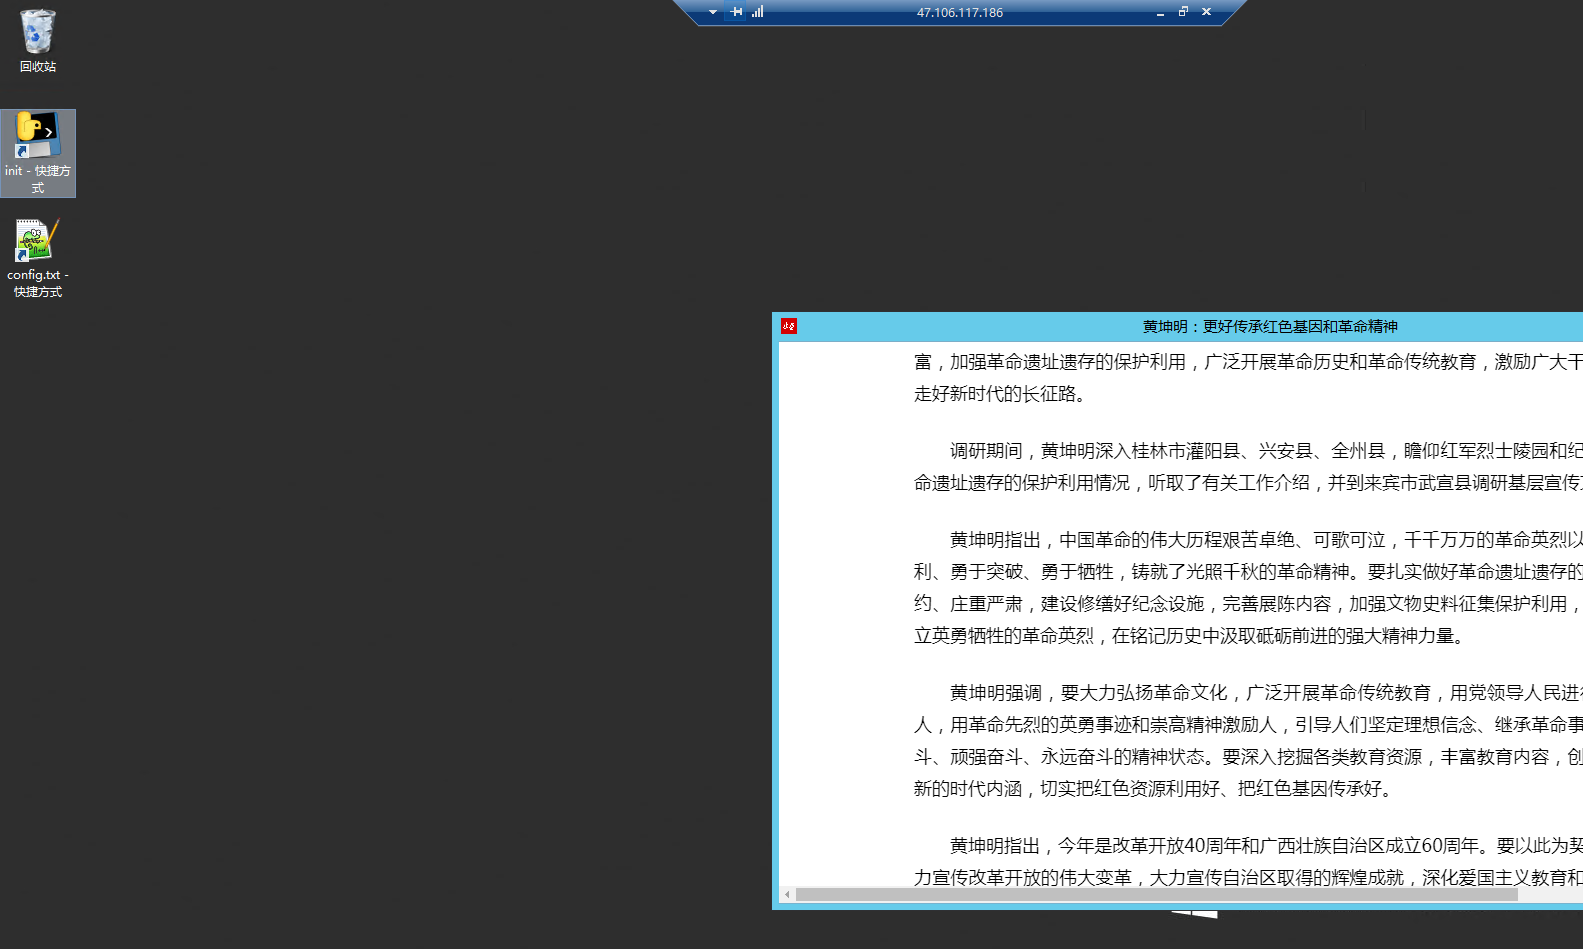 47.106.117.186
回收站
init - 快捷方
式
config.txt -
快捷方式
黄坤明：更好传承红色基因和革命精神
富，加强革命遗址遗存的保护利用，广泛开展革命历史和革命传统教育，激励广大干
走好新时代的长征路。
调研期间，黄坤明深入桂林市灌阳县、兴安县、全州县，瞻仰红军烈士陵园和纪
命遗址遗存的保护利用情况，听取了有关工作介绍，并到来宾市武宣县调研基层宣传
黄坤明指出，中国革命的伟大历程艰苦卓绝、可歌可泣，千千万万的革命英烈以
利、勇于突破、勇于牺牲，铸就了光照千秋的革命精神。要扎实做好革命遗址遗存的
约、庄重严肃，建设修缮好纪念设施，完善展陈内容，加强文物史料征集保护利用，
立英勇牺牲的革命英烈，在铭记历史中汲取砥砺前进的强大精神力量。
黄坤明强调，要大力弘扬革命文化，广泛开展革命传统教育，用党领导人民进
人，用革命先烈的英勇事迹和崇高精神激励人，引导人们坚定理想信念、继承革命事
斗、顽强奋斗、永远奋斗的精神状态。要深入挖掘各类教育资源，丰富教育内容，创
新的时代内涵，切实把红色资源利用好、把红色基因传承好。
黄坤明指出，今年是改革开放40周年和广西壮族自治区成立60周年。要以此为契
力宣传改革开放的伟大变革，大力宣传自治区取得的辉煌成就，深化爱国主义教育和